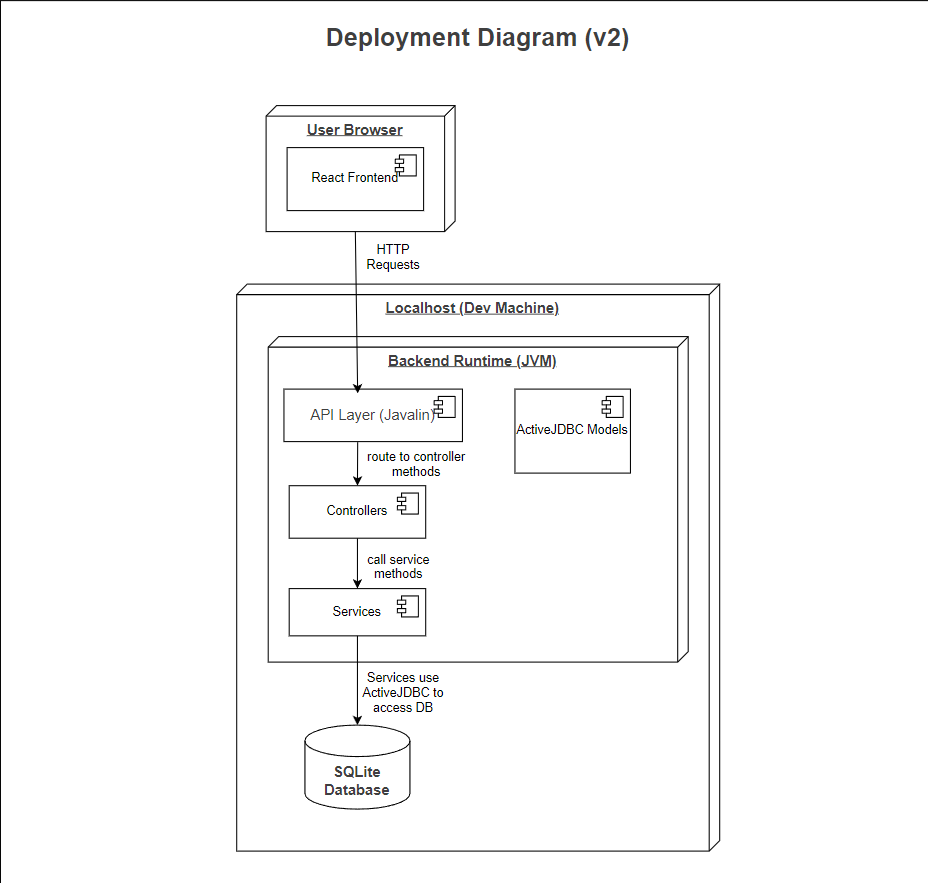 Deployment Diagram (v2)
User Browser
React Frontend
HTTP
Requests
Localhost (Dev Machine)
Backend Runtime (JVM)
API Layer (Javalin)
ActiveJDBC Models
route to controller
methods
Controllers
call service
methods
Services
Services use
ActiveJDBC to
access DB
SQLite
Database